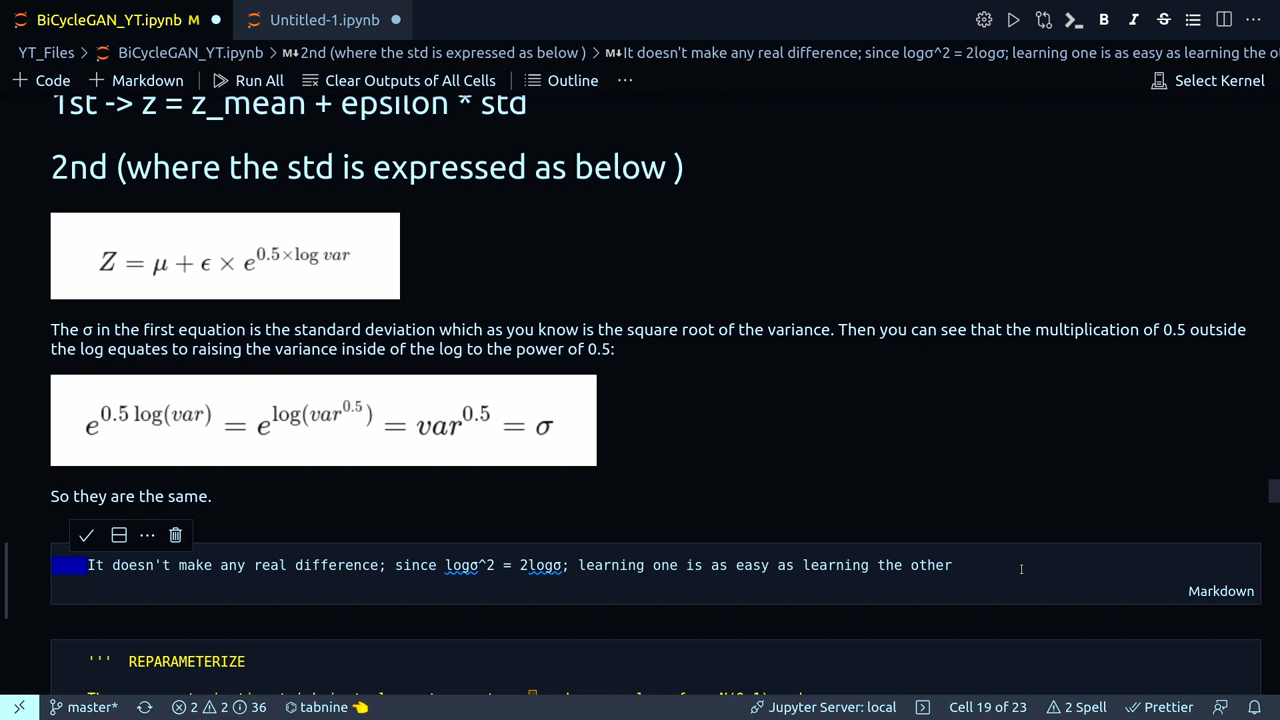 BiCycleGAN_YT.ipynb M Untitled-1.ipynb
YT_Files > BiCycleGAN_YT.ipynb > M↓2nd (where the std is expressed as below ) > M↓It doesn't make any real difference; since logσ^2 = 2logσ; learning one is as easy as learning the o
+ Code + Markdown Run All Clear Outputs of All Cells Outline ··· Select Kernel
1st -> z = z_mean + epsilon * std
2nd (where the std is expressed as below )
Z = μ + ϵ × e^{0.5×log var}
The σ in the first equation is the standard deviation which as you know is the square root of the variance. Then you can see that the multiplication of 0.5 outside
the log equates to raising the variance inside of the log to the power of 0.5:
e^{0.5 log(var)} = e^{log(var^{0.5})} = var^{0.5} = σ
So they are the same.
It doesn't make any real difference; since logσ^2 = 2logσ; learning one is as easy as learning the other
Markdown
''' REPARAMETERIZE
master* 2 2 36 tabnine Jupyter Server: local Cell 19 of 23 2 Spell Prettier